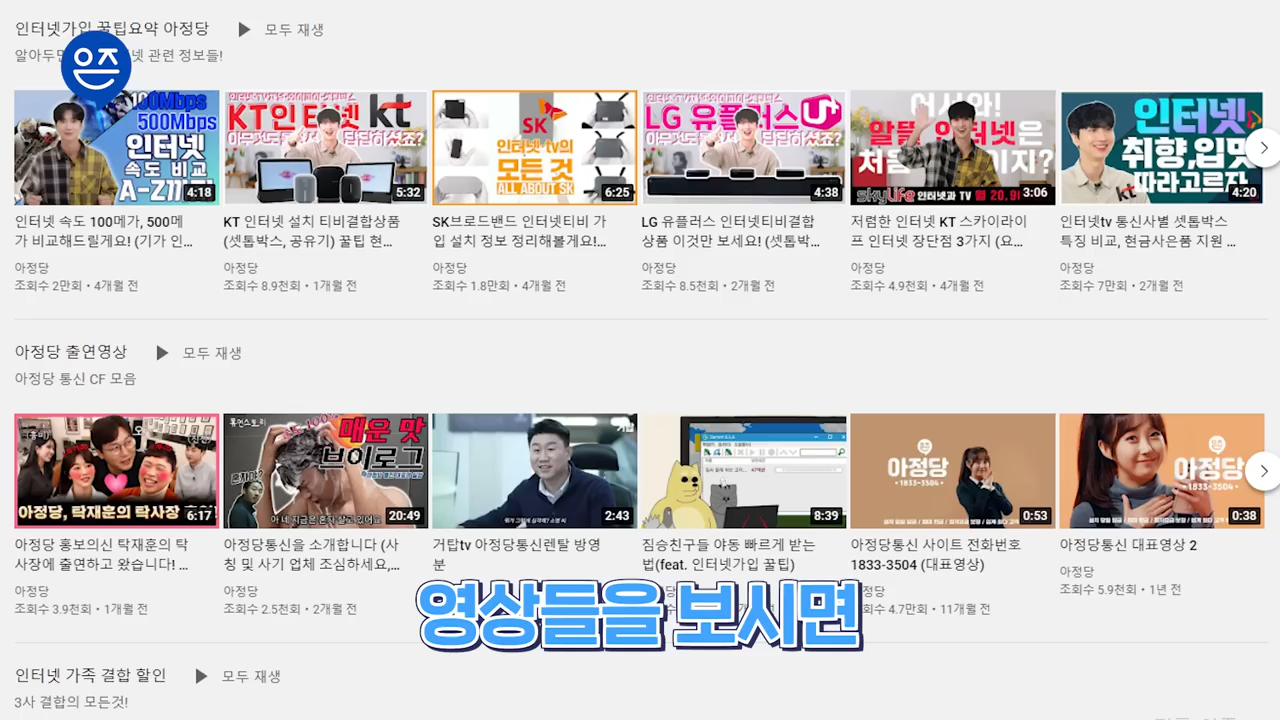 인터넷가입 꿀팁요약 아정당
모두 재생
알아두면
넷 관련 정보들!
으즈
100Mbps
500Mbps
인터넷
속도 비교
4:18
KT인터넷
kt
5:32
SK
인터넷 tv의
모든 것
ALL ABOUT SK
6:25
LG 유플러스
U+
4:38
어서와!
알뜰 인터넷은
처음이지?
skylife 인터넷과 TV
3:06
인터넷
취향,입맛
따라고르자
kt
4:20
인터넷 속도 100메가, 500메
가 비교해드릴게요! (기가 인...
아정당
조회수 2만회 • 4개월 전
KT 인터넷 설치 티비결합상품
(셋톱박스, 공유기) 꿀팁 현...
아정당
조회수 8.9천회 • 1개월 전
SK브로드밴드 인터넷티비 가
입 설치 정보 정리해볼게요!...
아정당
조회수 1.8만회 • 4개월 전
LG 유플러스 인터넷티비결합
상품 이것만 보세요! (셋톱박...
아정당
조회수 8.5천회 • 2개월 전
저렴한 인터넷 KT 스카이라이
프 인터넷 장단점 3가지 (요...
아정당
조회수 4.9천회 • 4개월 전
인터넷tv 통신사별 셋톱박스
특징 비교, 현금사은품 지원 ...
아정당
조회수 7만회 • 2개월 전
아정당 출연영상
모두 재생
아정당 통신 CF 모음
아정당, 탁재훈의 탁사장
6:17
휴먼스토리
매운 맛
브이로그
아 네 지금은 혼자 살고 있어요
20:49
2:43
8:39
아정당
•1833-3504•
0:53
아정당
•1833-3504•
0:38
아정당 홍보의신 탁재훈의 탁
사장에 출연하고 왔습니다! ...
아정당
조회수 3.9천회 • 1개월 전
아정당통신을 소개합니다 (사
칭 및 사기 업체 조심하세요,...
아정당
조회수 2.5천회 • 2개월 전
거탑tv 아정당통신렌탈 방영
분
짐승친구들 야동 빠르게 받는
법(feat. 인터넷가입 꿀팁)
아정당통신 사이트 전화번호
1833-3504 (대표영상)
조회수 4.7만회 • 11개월 전
아정당통신 대표영상 2
아정당
조회수 5.9천회 • 1년 전
영상들을 보시면
인터넷 가족 결합 할인
모두 재생
3사 결합의 모든것!